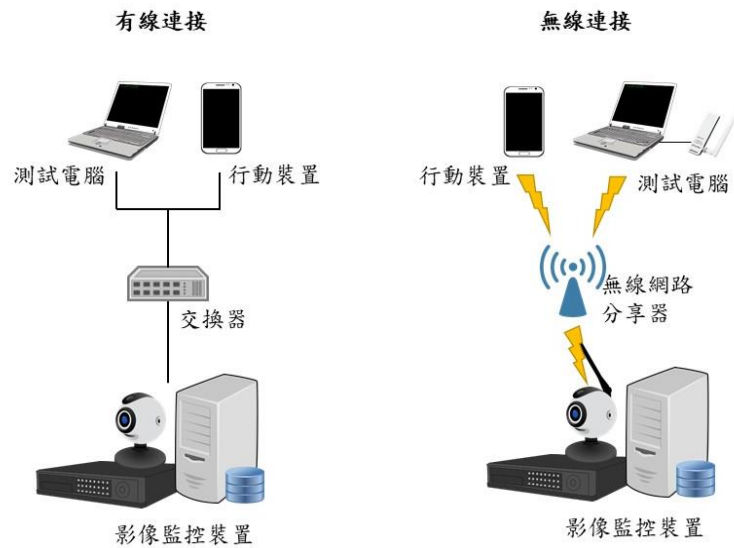 有線連接
無線連接
測試電腦
行動裝置
交換器
影像監控裝置
行動裝置
測試電腦
無線網路
分享器
影像監控裝置